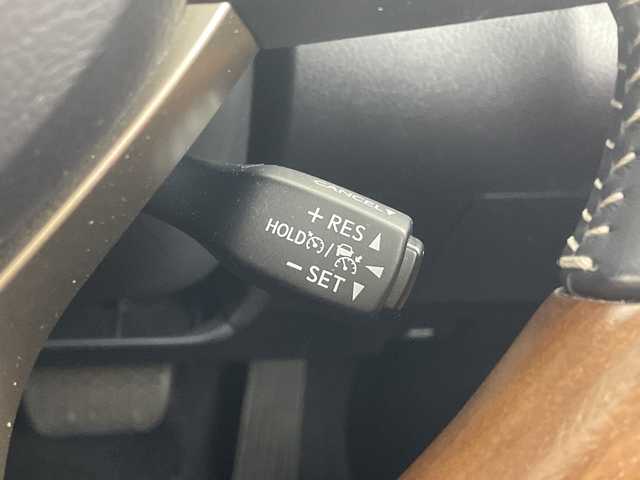 CANCEL
+ RES
HOLD /
− SET